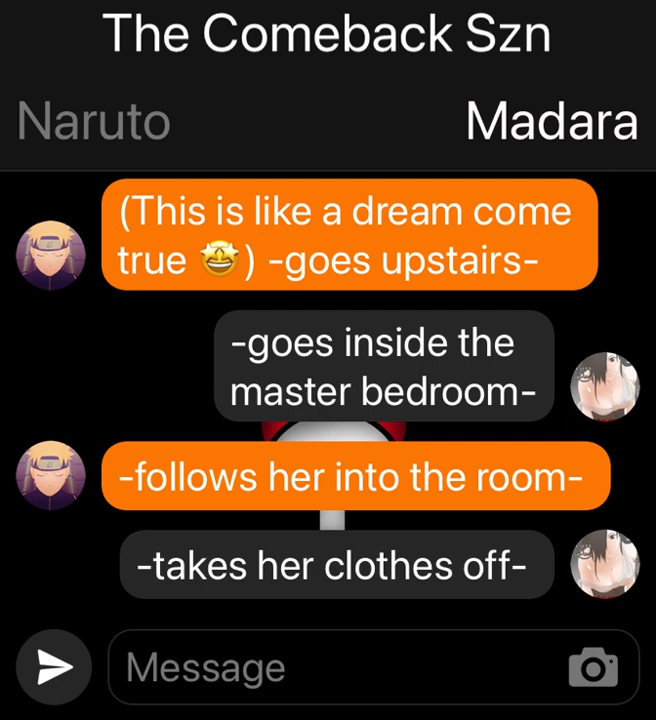 The Comeback Szn
Naruto
Madara
(This is like a dream come
true 🤩) -goes upstairs-
-goes inside the
master bedroom-
-follows her into the room-
-takes her clothes off-
Message